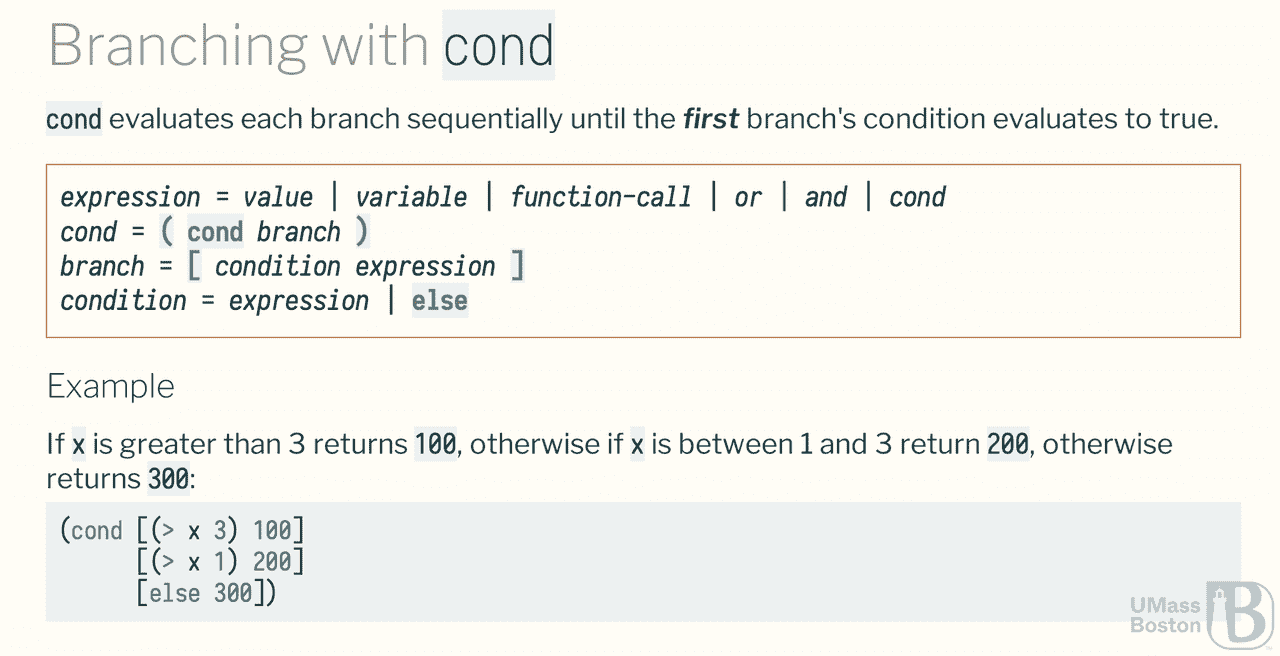 Branching with cond
cond evaluates each branch sequentially until the first branch's condition evaluates to true.
expression = value | variable | function-call | or | and | cond
cond = ( cond branch )
branch = [ condition expression ]
condition = expression | else
Example
If x is greater than 3 returns 100, otherwise if x is between 1 and 3 return 200, otherwise
returns 300:
(cond [(> x 3) 100]
      [(> x 1) 200]
      [else 300])
UMass
Boston
B